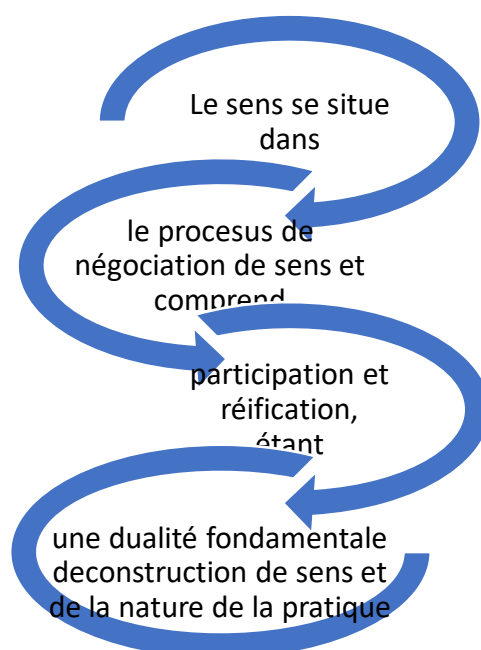 Le sens se situe
dans
le procesus de
négociation de sens et
comprend
participation et
réification,
étant
une dualité fondamentale
deconstruction de sens et
de la nature de la pratique